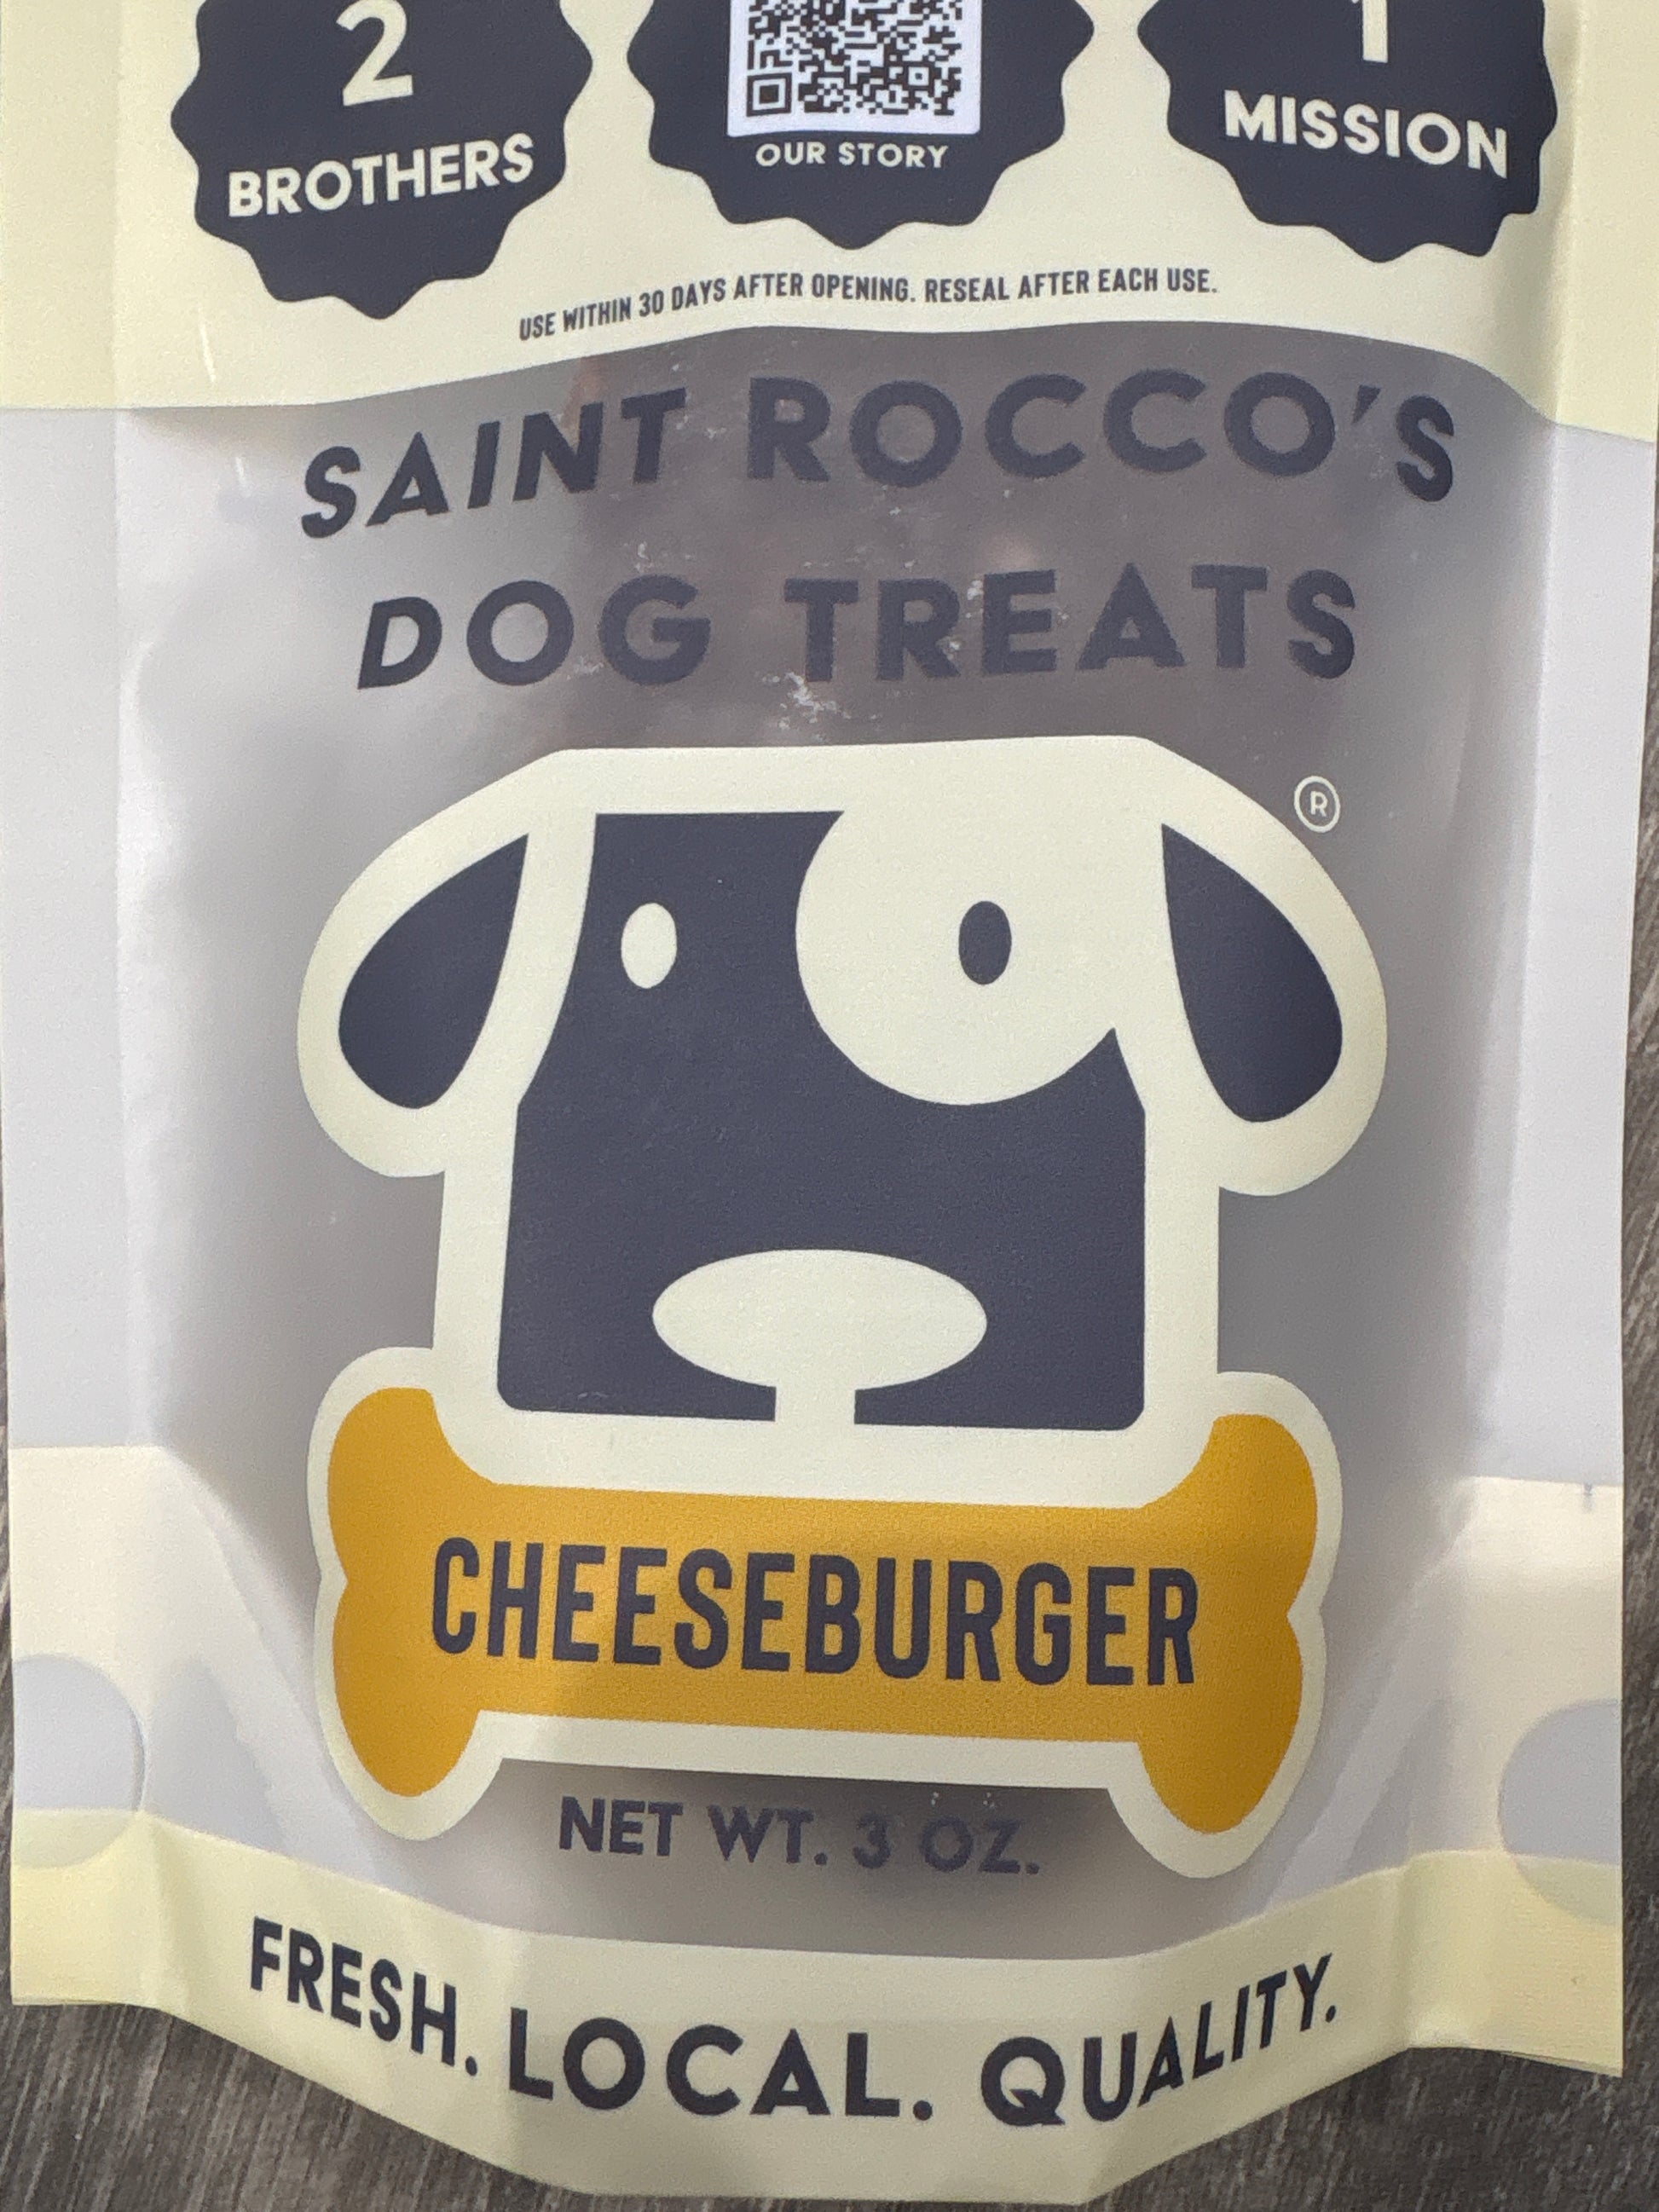 2
BROTHERS
OUR STORY
1
MISSION
USE WITHIN 30 DAYS AFTER OPENING. RESEAL AFTER EACH USE.
SAINT ROCCO'S
DOG TREATS
®
CHEESEBURGER
NET WT. 3 OZ.
FRESH. LOCAL. QUALITY.